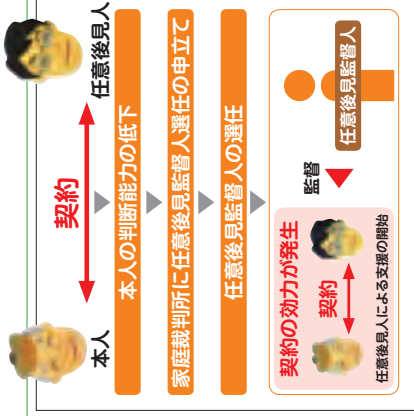 契約
本人
任意後見人
本人の判断能力の低下
家庭裁判所に任意後見監督人選任の申立て
任意後見監督人の選任
契約の効力が発生
契約
任意後見人による支援の開始
監督
任意後見監督人